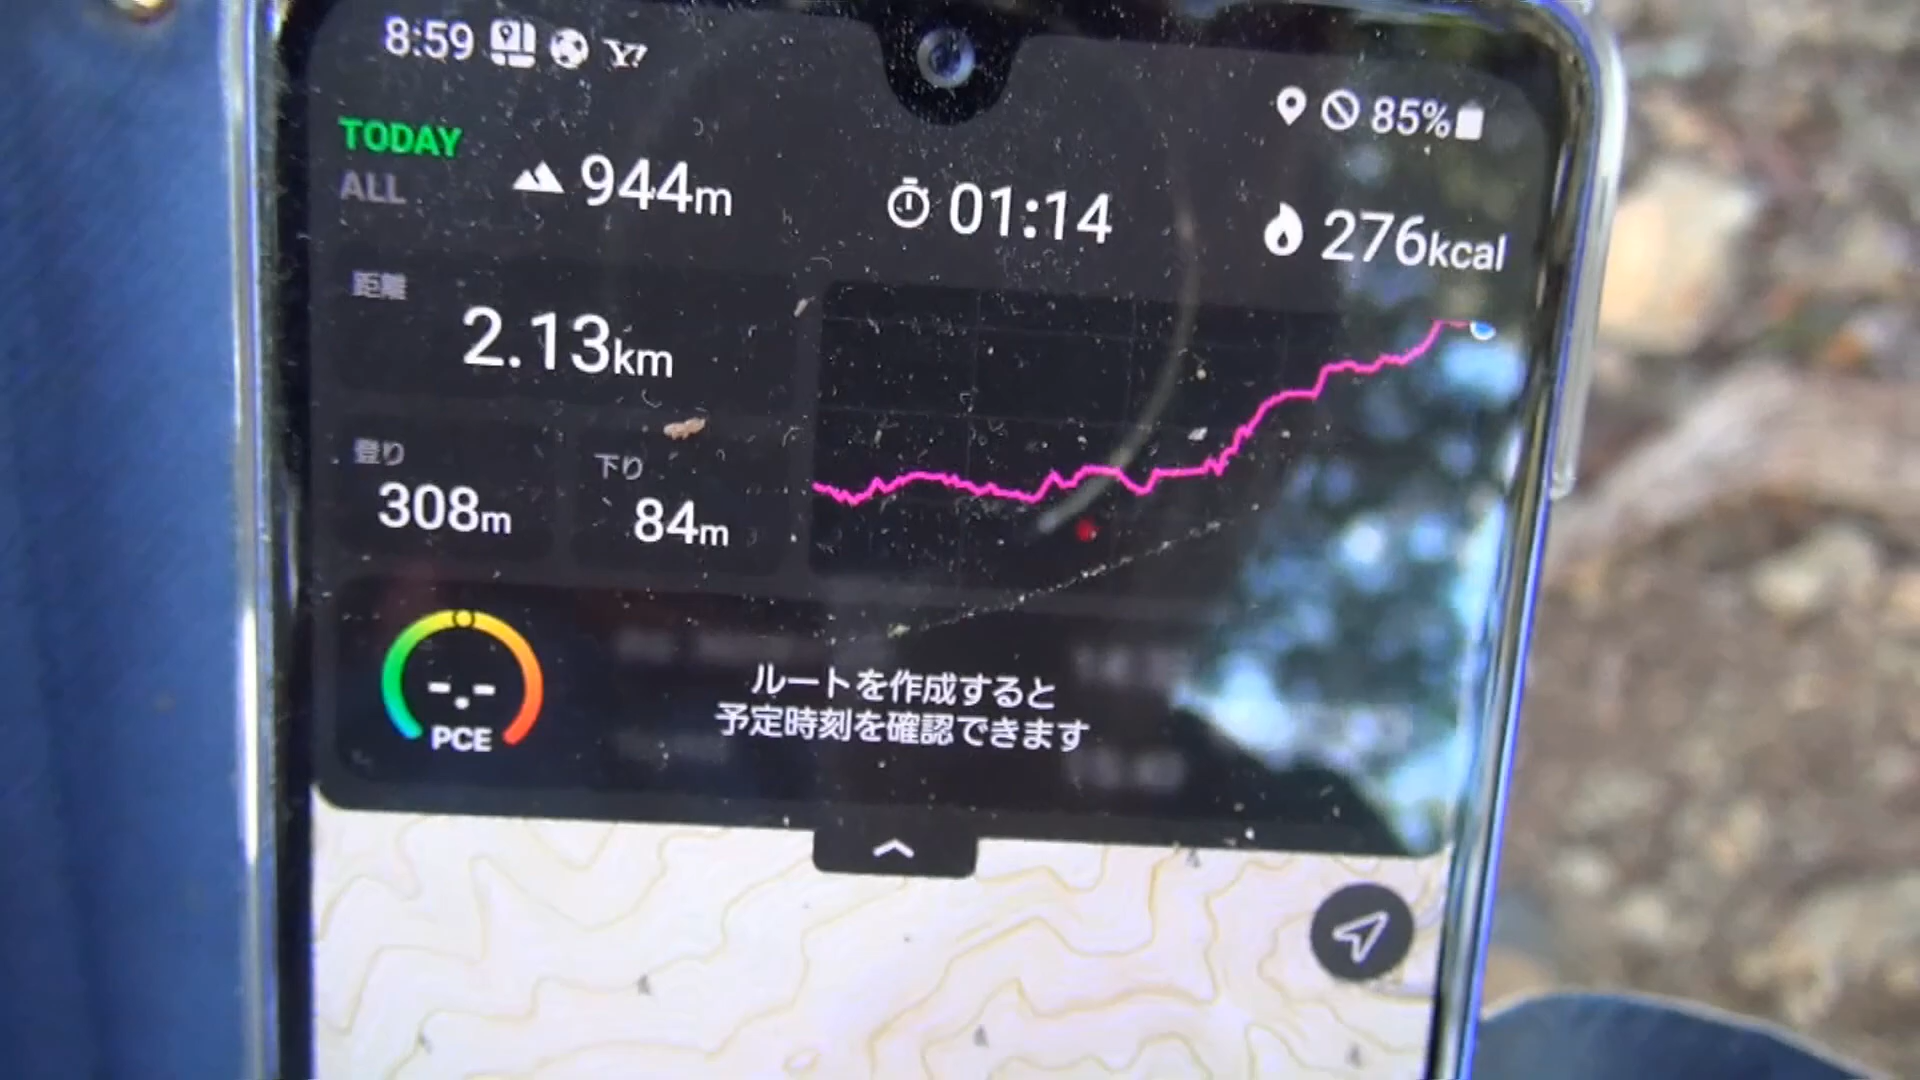 8:59 Y!
85%
TODAY
ALL
944m
01:14
276kcal
距離
2.13km
登り
308m
下り
84m
-.-
PCE
ルートを作成すると
予定時刻を確認できます